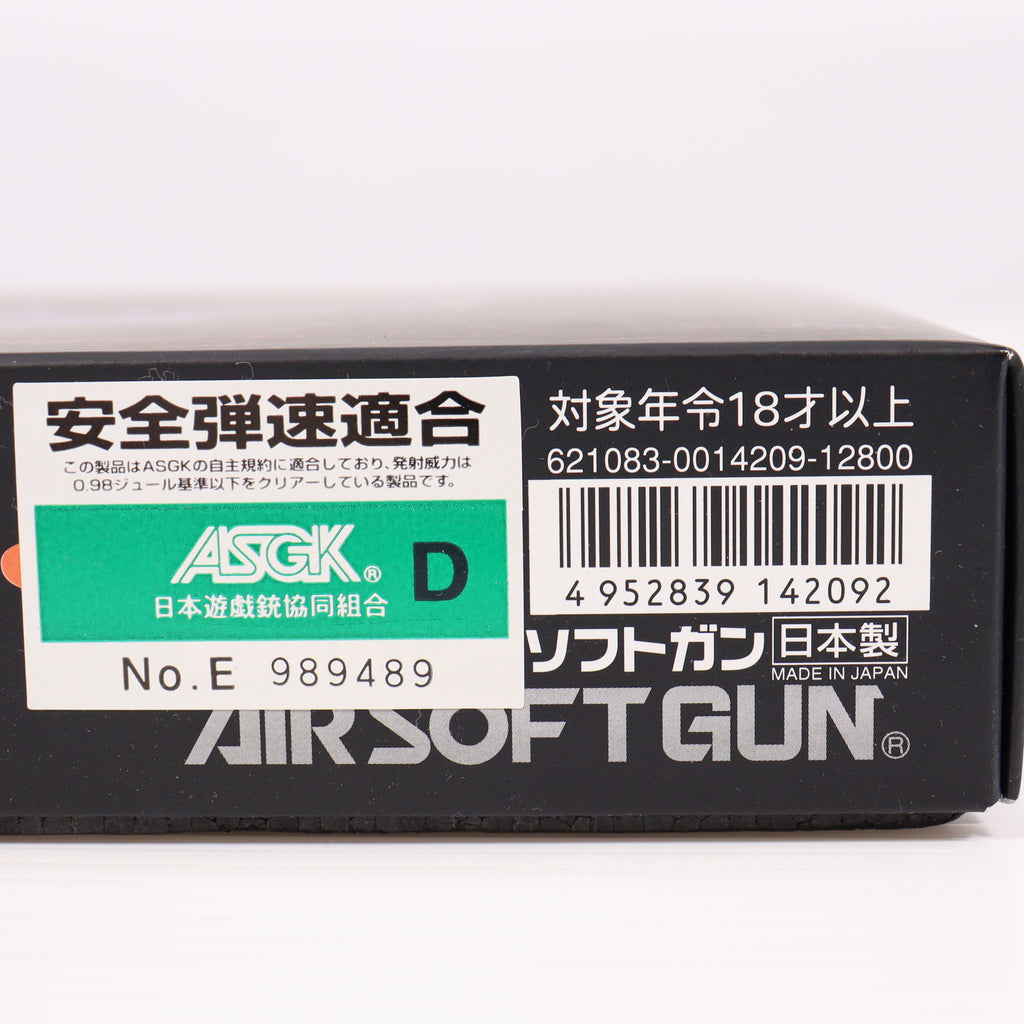 安全弾速適合
この製品はASGKの自主規約に適合しており、発射威力は
0.98ジュール基準以下をクリアーしている製品です。
ASGK® D
日本遊戯銃協同組合
No.E 989489
対象年令18才以上
621083-0014209-12800
4 952839 142092
ソフトガン 日本製
MADE IN JAPAN
AIRSOFT GUN®